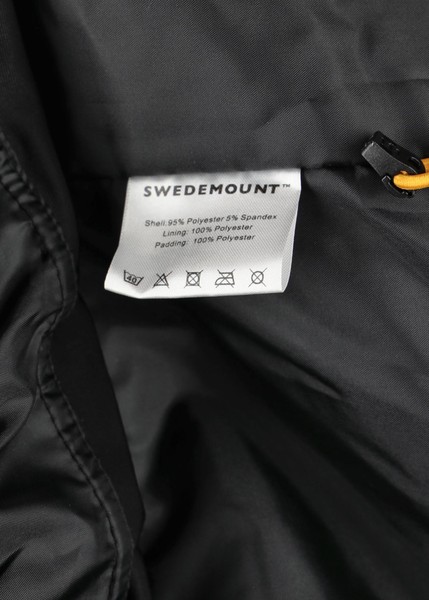 SWEDEMOUNT™
Shell:95% Polyester 5% Spandex
Lining: 100% Polyester
Padding: 100% Polyester
40